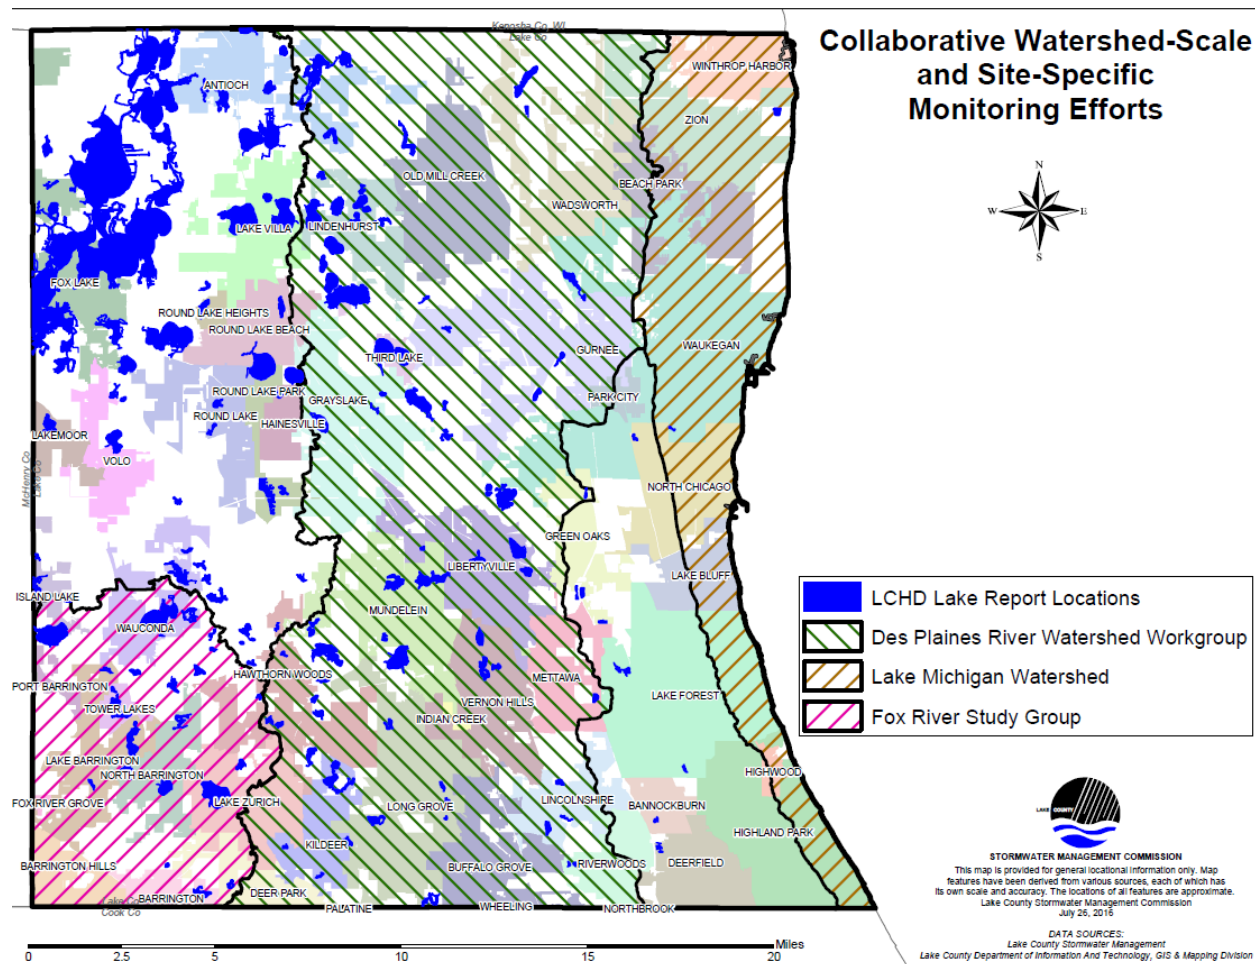 Kenosha Co, WI
Lake Co
Collaborative Watershed-Scale
and Site-Specific
Monitoring Efforts
WINTHROP HARBOR
ANTIOCH
ZION
N
W
E
S
OLD MILL CREEK
BEACH PARK
WADSWORTH
LAKE VILLA
LINDENHURST
FOX LAKE
ROUND LAKE HEIGHTS
ROUND LAKE BEACH
WAUKEGAN
THIRD LAKE
GURNEE
ROUND LAKE PARK
GRAYSLAKE
PARK CITY
ROUND LAKE
HAINESVILLE
LAKEMOOR
VOLO
McHenry Co
Lake Co
NORTH CHICAGO
GREEN OAKS
LIBERTYVILLE
LAKE BLUFF
ISLAND LAKE
MUNDELEIN
WAUCONDA
HAWTHORN WOODS
METTAWA
PORT BARRINGTON
TOWER LAKES
LAKE FOREST
VERNON HILLS
INDIAN CREEK
LAKE BARRINGTON
NORTH BARRINGTON
HIGHWOOD
FOX RIVER GROVE
LAKE ZURICH
LONG GROVE
LINCOLNSHIRE
BANNOCKBURN
HIGHLAND PARK
KILDEER
BARRINGTON HILLS
BUFFALO GROVE
RIVERWOODS
DEERFIELD
BARRINGTON
DEER PARK
Lake Co
Cook Co
PALATINE
WHEELING
NORTHBROOK
LCHD Lake Report Locations
Des Plaines River Watershed Workgroup
Lake Michigan Watershed
Fox River Study Group
LAKE COUNTY
STORMWATER MANAGEMENT COMMISSION
This map is provided for general locational information only. Map
features have been derived from various sources, each of which has
its own scale and accuracy. The locations of all features are approximate.
Lake County Stormwater Management Commission
July 26, 2016
DATA SOURCES:
Lake County Stormwater Management
Lake County Department of Information And Technology, GIS & Mapping Division
Miles
0 2.5 5 10 15 20